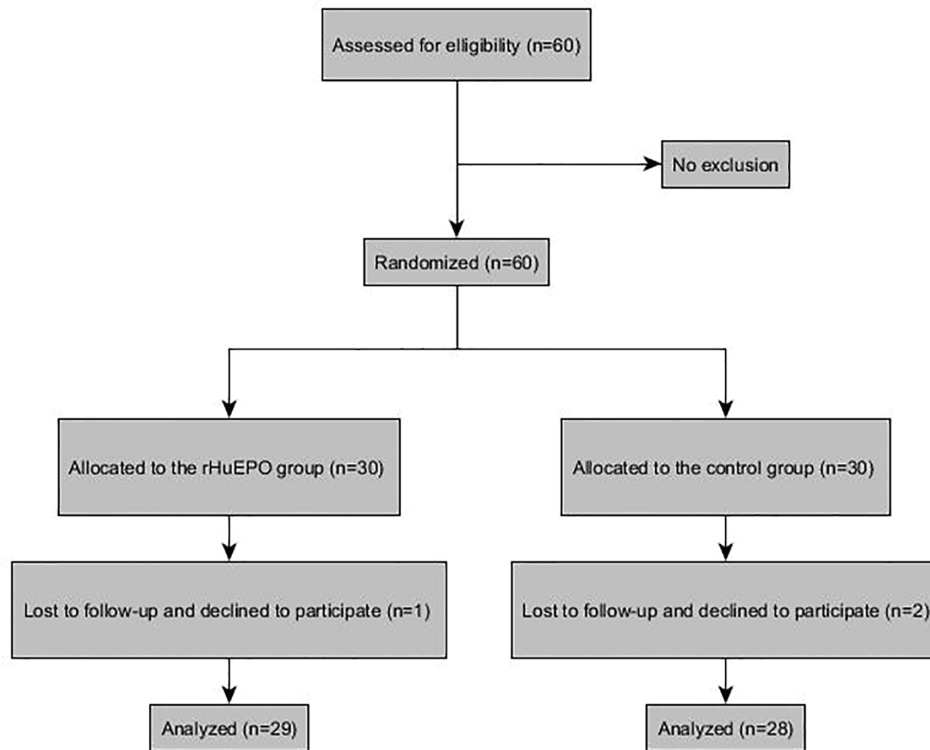 Assessed for elligibility (n=60)
No exclusion
Randomized (n=60)
Allocated to the rHuEPO group (n=30)
Allocated to the control group (n=30)
Lost to follow-up and declined to participate (n=1)
Lost to follow-up and declined to participate (n=2)
Analyzed (n=29)
Analyzed (n=28)